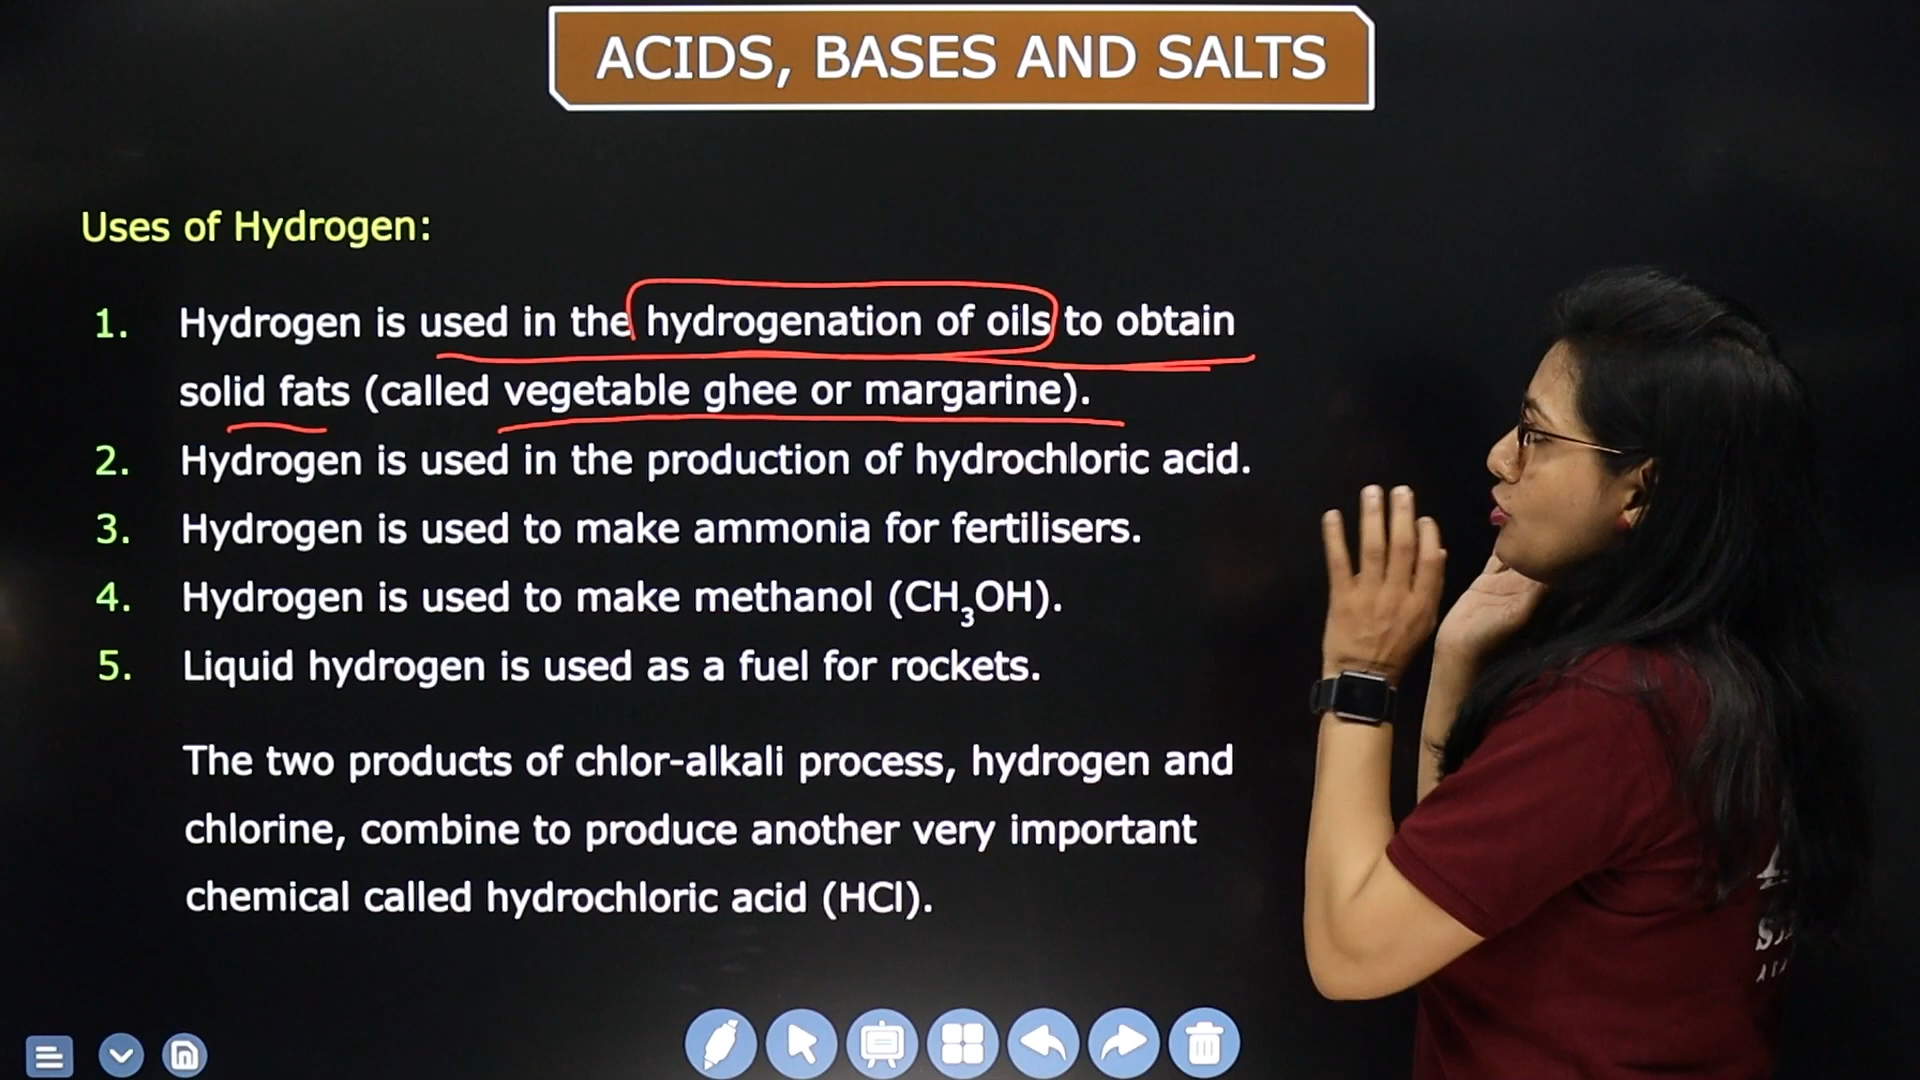 ACIDS, BASES AND SALTS
Uses of Hydrogen:
1. Hydrogen is used in the hydrogenation of oils to obtain
solid fats (called vegetable ghee or margarine).
2. Hydrogen is used in the production of hydrochloric acid.
3. Hydrogen is used to make ammonia for fertilisers.
4. Hydrogen is used to make methanol (CH₃OH).
5. Liquid hydrogen is used as a fuel for rockets.
The two products of chlor-alkali process, hydrogen and
chlorine, combine to produce another very important
chemical called hydrochloric acid (HCl).